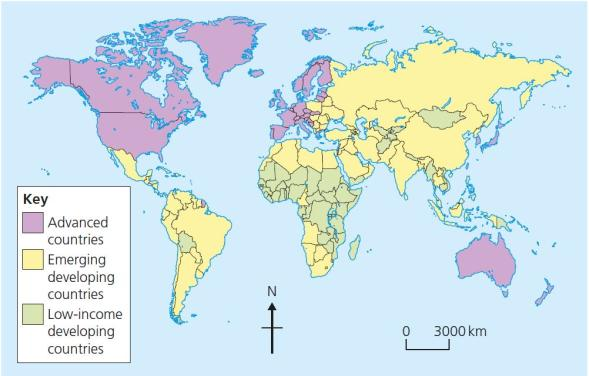 Key
Advanced
countries
Emerging
developing
countries
Low-income
developing
countries
N
0 3000 km